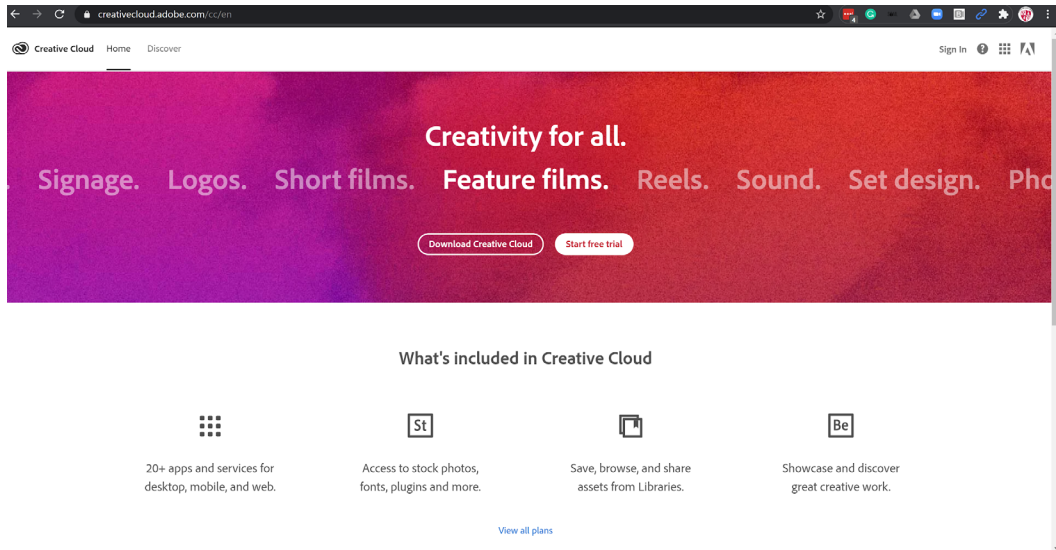 creativecloud.adobe.com/cc/en
4
Creative Cloud Home Discover Sign In ?
Creativity for all.
. Signage. Logos. Short films. Feature films. Reels. Sound. Set design. Pho
Download Creative Cloud Start free trial
What's included in Creative Cloud
St Be
20+ apps and services for
desktop, mobile, and web.
Access to stock photos,
fonts, plugins and more.
Save, browse, and share
assets from Libraries.
Showcase and discover
great creative work.
View all plans